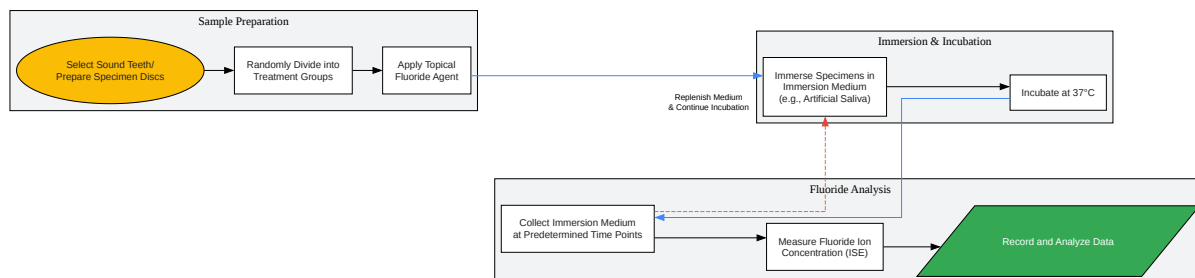 Sample Preparation
Select Sound Teeth/
Prepare Specimen Discs
Randomly Divide into
Treatment Groups
Apply Topical
Fluoride Agent
Immersion & Incubation
Immerse Specimens in
Immersion Medium
(e.g., Artificial Saliva)
Incubate at 37°C
Replenish Medium
& Continue Incubation
Fluoride Analysis
Collect Immersion Medium
at Predetermined Time Points
Measure Fluoride Ion
Concentration (ISE)
Record and Analyze Data